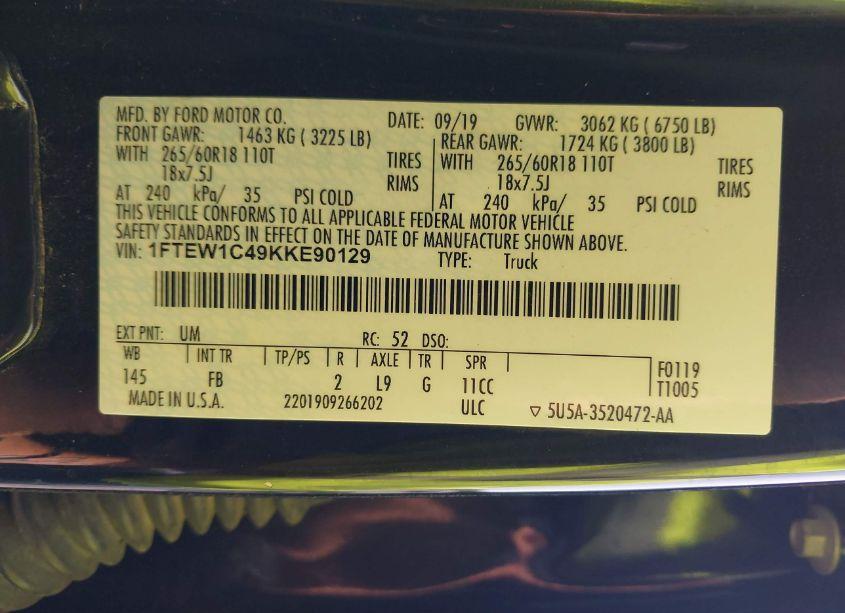 MFD. BY FORD MOTOR CO. DATE: 09/19 GVWR: 3062 KG ( 6750 LB)
FRONT GAWR: 1463 KG ( 3225 LB) REAR GAWR: 1724 KG ( 3800 LB)
WITH 265/60R18 110T TIRES WITH 265/60R18 110T TIRES
18x7.5J RIMS 18x7.5J RIMS
AT 240 kPa/ 35 PSI COLD AT 240 kPa/ 35 PSI COLD
THIS VEHICLE CONFORMS TO ALL APPLICABLE FEDERAL MOTOR VEHICLE
SAFETY STANDARDS IN EFFECT ON THE DATE OF MANUFACTURE SHOWN ABOVE.
VIN: 1FTEW1C49KKE90129 TYPE: Truck
EXT PNT: UM RC: 52 DSO:
WB INT TR TP/PS R AXLE TR SPR F0119
145 FB 2 L9 G 11CC T1005
MADE IN U.S.A. 2201909266202 ULC ▽ 5U5A-3520472-AA